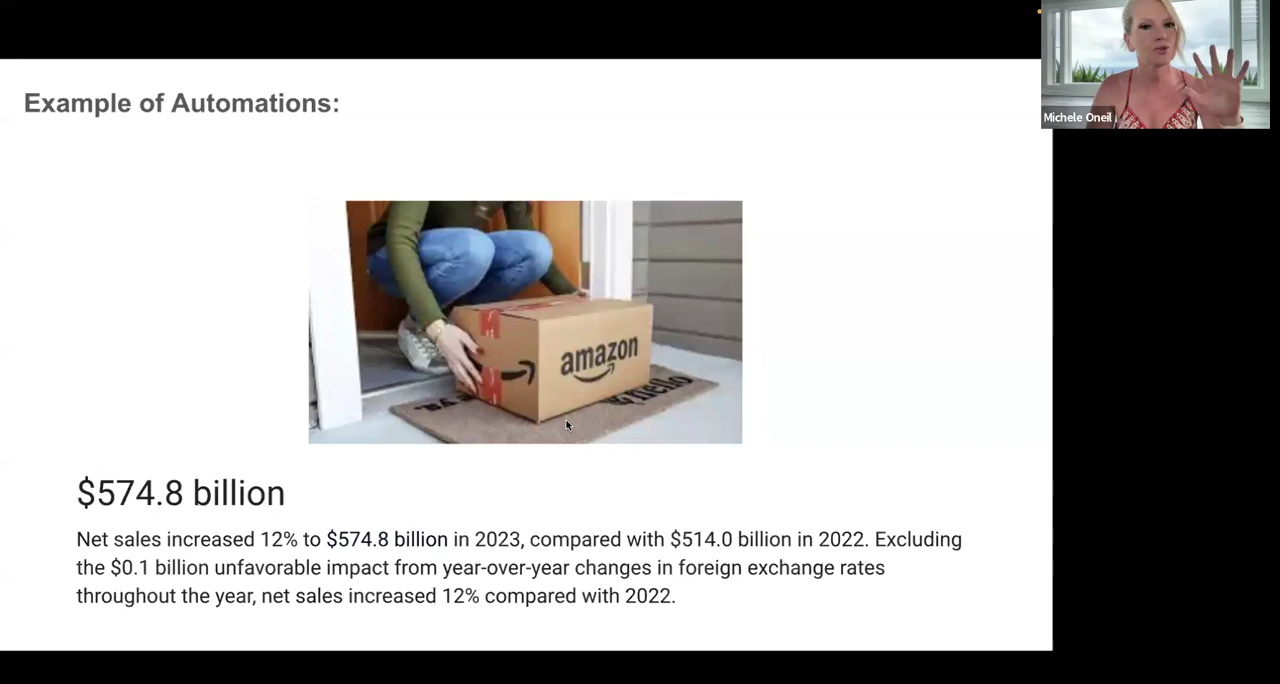 Michele Oneil
Example of Automations:
amazon
hello
ya.
$574.8 billion
Net sales increased 12% to $574.8 billion in 2023, compared with $514.0 billion in 2022. Excluding
the $0.1 billion unfavorable impact from year-over-year changes in foreign exchange rates
throughout the year, net sales increased 12% compared with 2022.